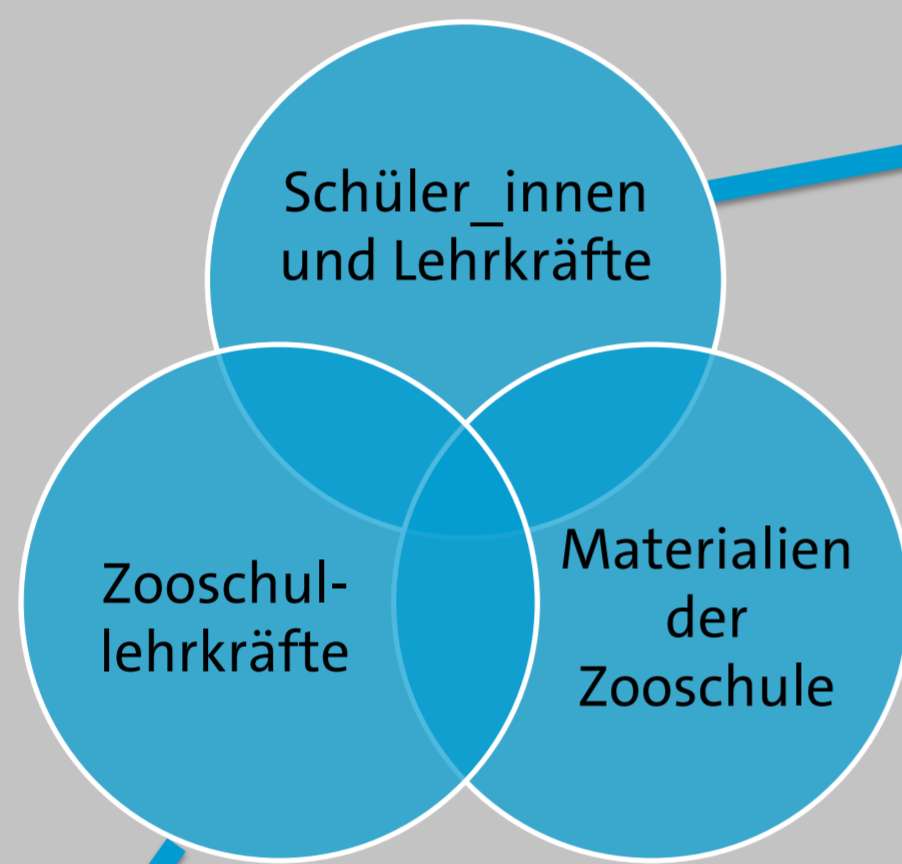 Schüler_innen
und Lehrkräfte
Zooschul-
lehrkräfte
Materialien
der
Zooschule